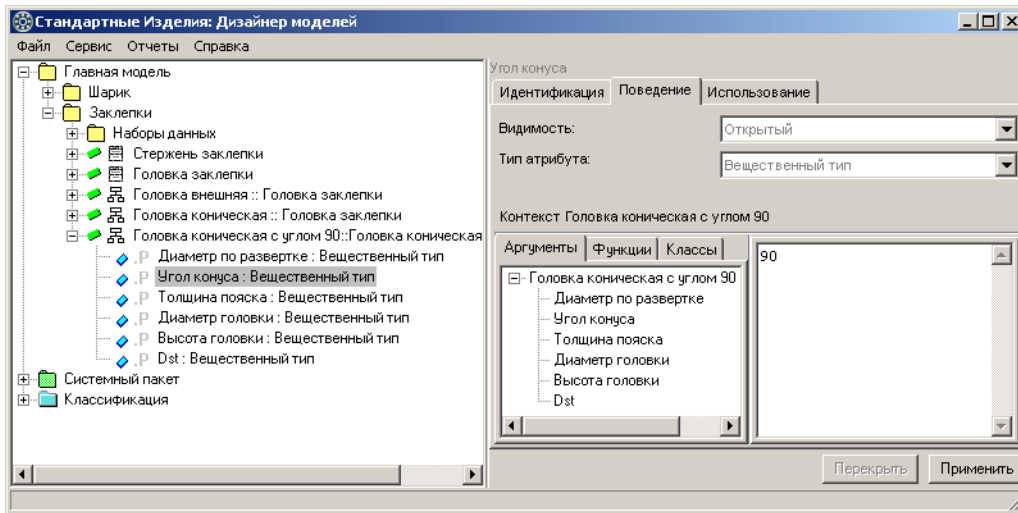 Стандартные Изделия: Дизайнер моделей
Файл Сервис Отчеты Справка
Главная модель
Шарик
Заклепки
Наборы данных
Стержень заклепки
Головка заклепки
Головка внешняя :: Головка заклепки
Головка коническая :: Головка заклепки
Головка коническая с углом 90::Головка коническая
.P Диаметр по развертке : Вещественный тип
.P Угол конуса : Вещественный тип
.P Толщина пояска : Вещественный тип
.P Диаметр головки : Вещественный тип
.P Высота головки : Вещественный тип
.P Dst : Вещественный тип
Системный пакет
Классификация
Угол конуса
Идентификация Поведение Использование
Видимость: Открытый
Тип атрибута: Вещественный тип
Контекст Головка коническая с углом 90
Аргументы Функции Классы
Головка коническая с углом 90
Диаметр по развертке
Угол конуса
Толщина пояска
Диаметр головки
Высота головки
Dst
90
Перекрыть Применить